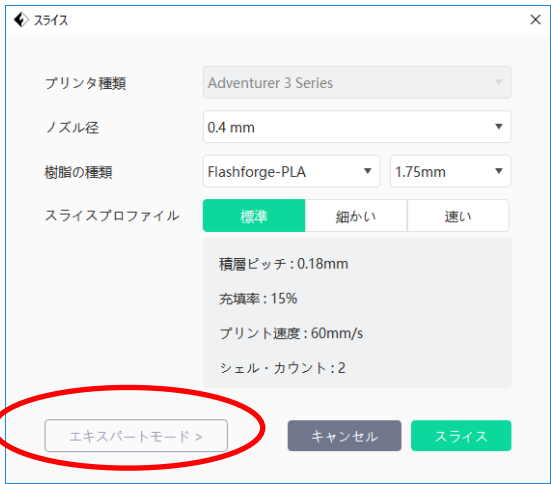 スライス
プリンタ種類 Adventurer 3 Series
ノズル径 0.4 mm
樹脂の種類 Flashforge-PLA 1.75mm
スライスプロファイル 標準 細かい 速い
積層ピッチ : 0.18mm
充填率 : 15%
プリント速度 : 60mm/s
シェル・カウント : 2
エキスパートモード > キャンセル スライス